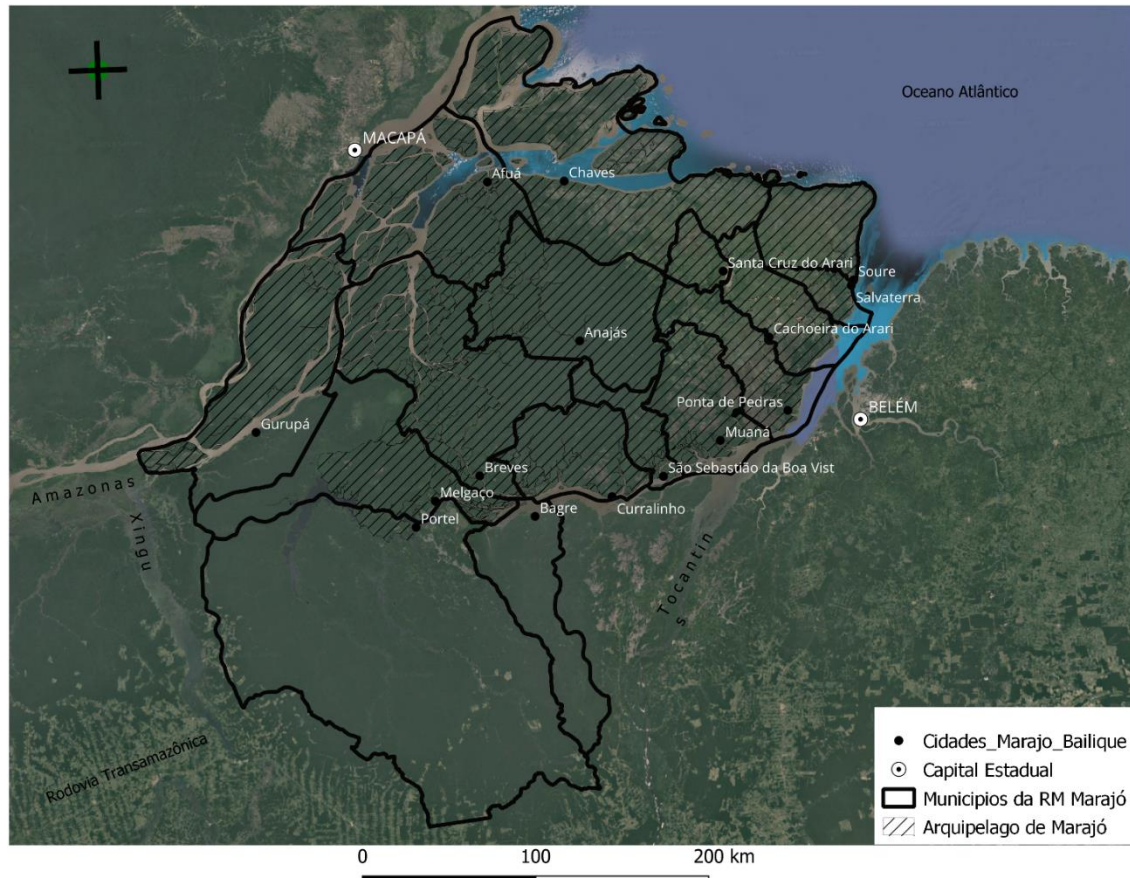 Oceano Atlântico
MACAPÁ
Afuá
Chaves
Santa Cruz do Arari
Soure
Salvaterra
Anajás
Cachoeira do Arari
Ponta de Pedras
BELÉM
Gurupá
Muaná
Breves
São Sebastião da Boa Vist
Melgaço
Curralinho
Portel
Bagre
Amazonas
Xingu
Tocantin
s
Rodovia Transamazônica
Cidades_Marajo_Bailique
Capital Estadual
Municipios da RM Marajó
Arquipelago de Marajó
0 100 200 km